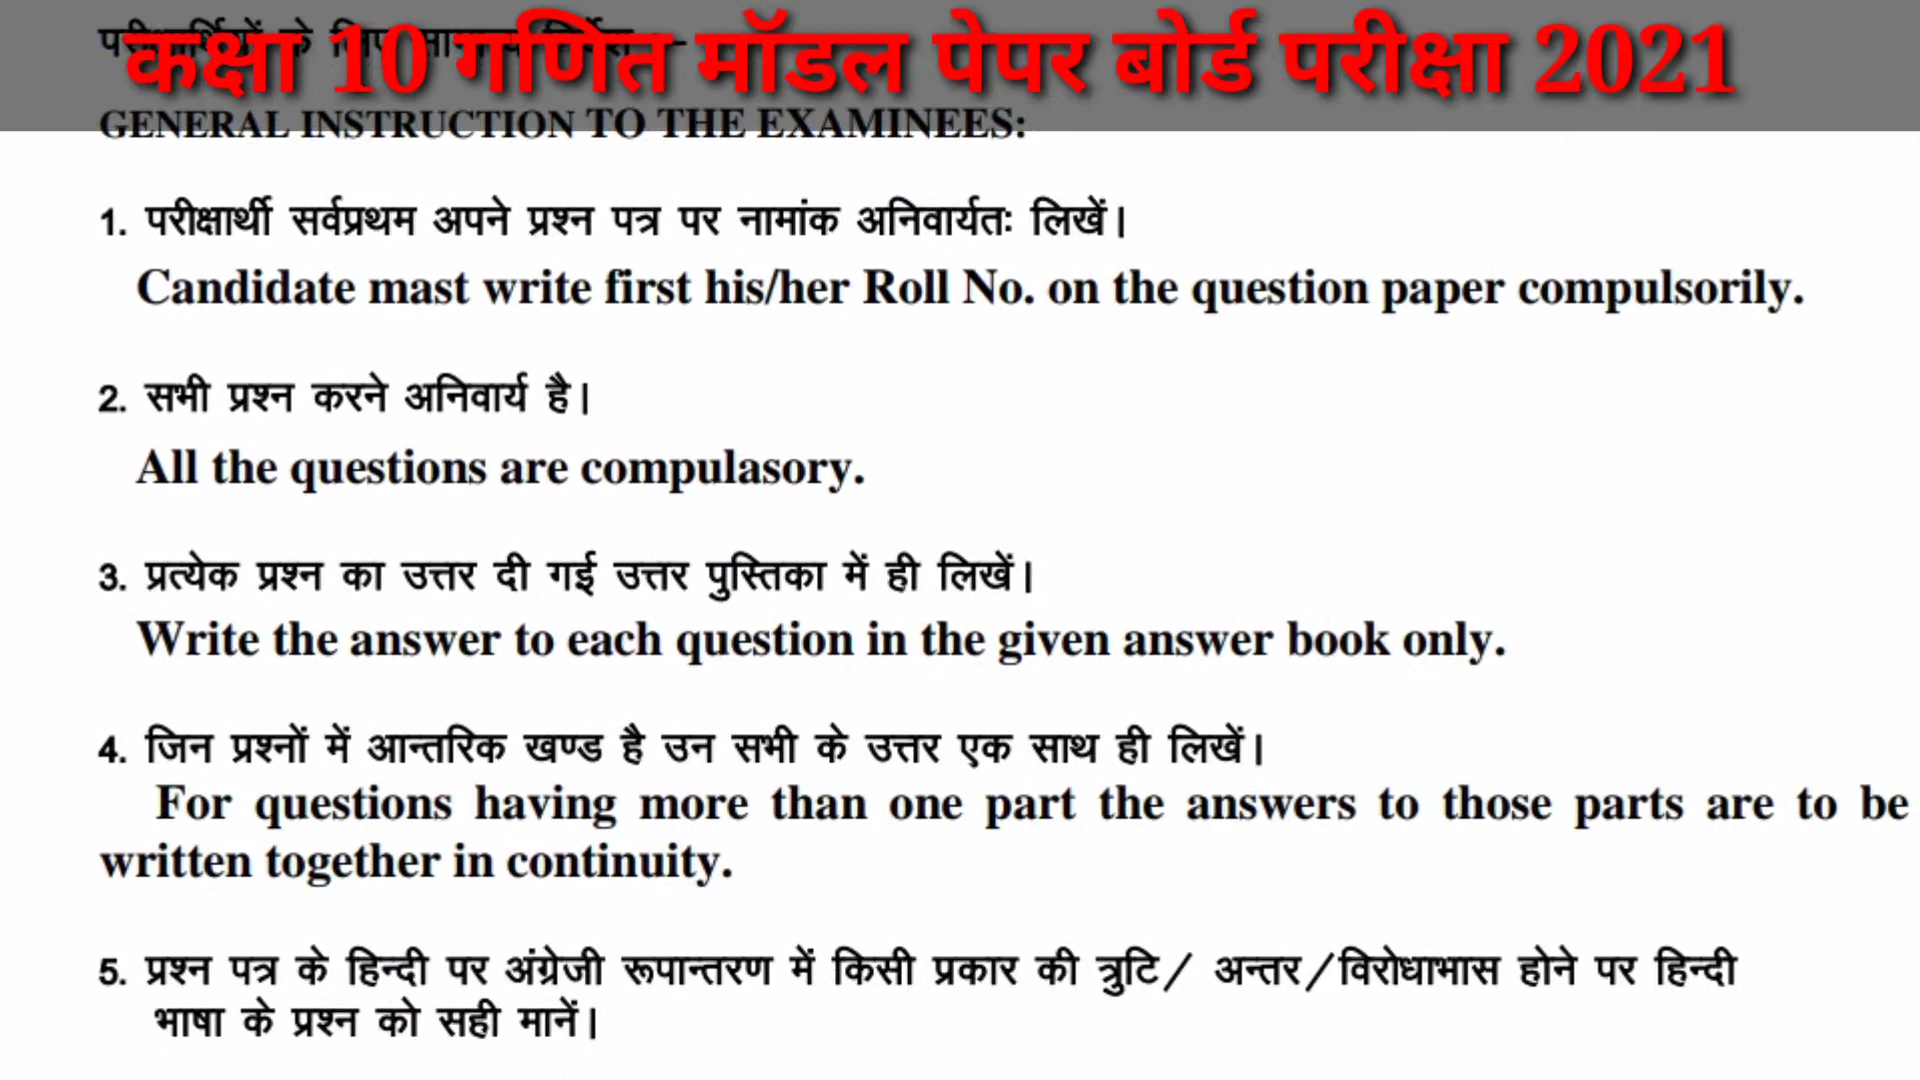 परीक्षार्थियों के लिए सामान्य निर्देश :–
कक्षा 10 गणित मॉडल पेपर बोर्ड परीक्षा 2021
GENERAL INSTRUCTION TO THE EXAMINEES:
1. परीक्षार्थी सर्वप्रथम अपने प्रश्न पत्र पर नामांक अनिवार्यतः लिखें।
Candidate mast write first his/her Roll No. on the question paper compulsorily.
2. सभी प्रश्न करने अनिवार्य है।
All the questions are compulasory.
3. प्रत्येक प्रश्न का उत्तर दी गई उत्तर पुस्तिका में ही लिखें।
Write the answer to each question in the given answer book only.
4. जिन प्रश्नों में आन्तरिक खण्ड है उन सभी के उत्तर एक साथ ही लिखें।
For questions having more than one part the answers to those parts are to be
written together in continuity.
5. प्रश्न पत्र के हिन्दी पर अंग्रेजी रूपान्तरण में किसी प्रकार की त्रुटि/ अन्तर/विरोधाभास होने पर हिन्दी
भाषा के प्रश्न को सही मानें।